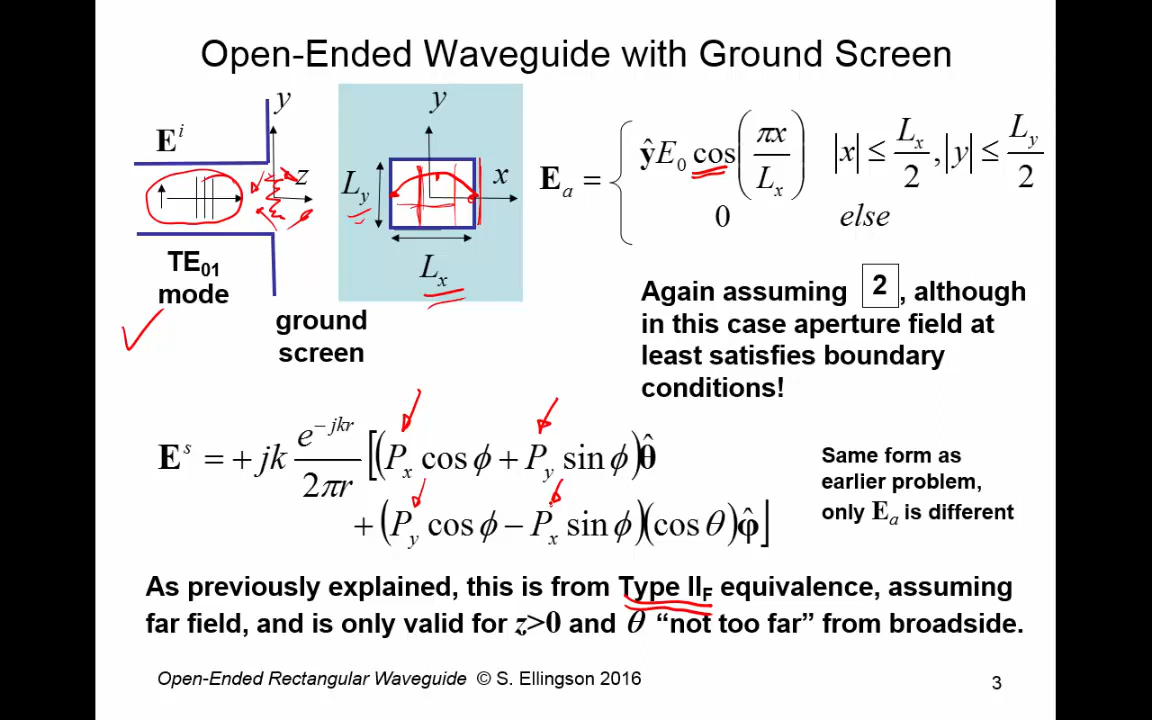 Open-Ended Waveguide with Ground Screen
E^i
y
z
TE₀₁
mode
ground
screen
y
x
L_y
L_x
E_a = { ŷE₀ cos(πx / L_x)   |x| ≤ L_x / 2, |y| ≤ L_y / 2
0   else
Again assuming 2, although
in this case aperture field at
least satisfies boundary
conditions!
E^s = + jk e^{-jkr} / 2πr [(P_x cos ϕ + P_y sin ϕ)θ̂
+ (P_y cos ϕ − P_x sin ϕ)(cos θ)φ̂]
Same form as
earlier problem,
only E_a is different
As previously explained, this is from Type II_F equivalence, assuming
far field, and is only valid for z>0 and θ “not too far” from broadside.
Open-Ended Rectangular Waveguide © S. Ellingson 2016
3